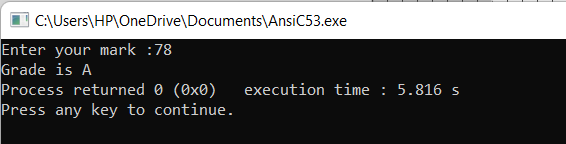 C:\Users\HP\OneDrive\Documents\AnsiC53.exe
Enter your mark :78
Grade is A
Process returned 0 (0x0)   execution time : 5.816 s
Press any key to continue.